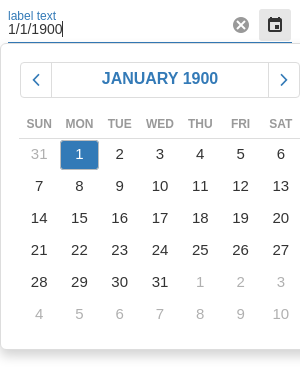 label text
1/1/1900
JANUARY 1900
SUN MON TUE WED THU FRI SAT
31 1 2 3 4 5 6
7 8 9 10 11 12 13
14 15 16 17 18 19 20
21 22 23 24 25 26 27
28 29 30 31 1 2 3
4 5 6 7 8 9 10